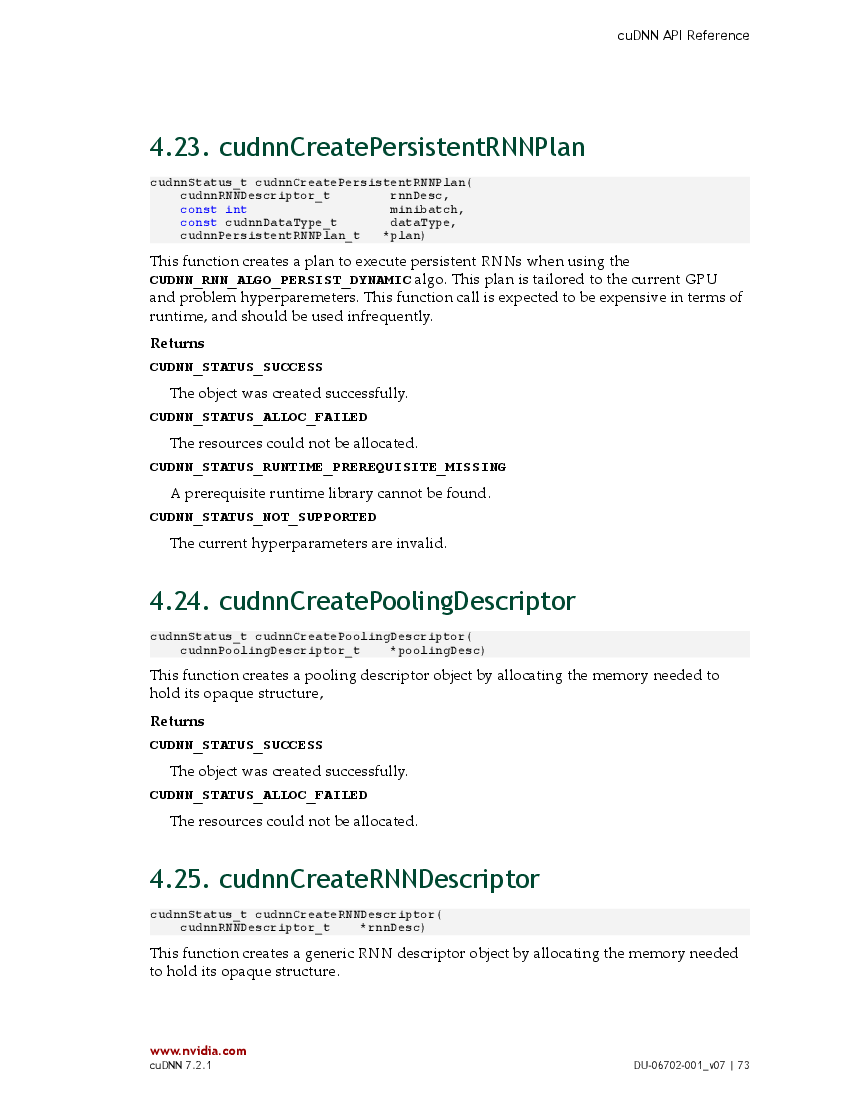 cuDNN API Reference
4.23. cudnnCreatePersistentRNNPlan
cudnnStatus_t cudnnCreatePersistentRNNPlan(
    cudnnRNNDescriptor_t        rnnDesc,
    const int                   minibatch,
    const cudnnDataType_t       dataType,
    cudnnPersistentRNNPlan_t   *plan)
This function creates a plan to execute persistent RNNs when using the
CUDNN_RNN_ALGO_PERSIST_DYNAMIC algo. This plan is tailored to the current GPU
and problem hyperparemeters. This function call is expected to be expensive in terms of
runtime, and should be used infrequently.
Returns
CUDNN_STATUS_SUCCESS
The object was created successfully.
CUDNN_STATUS_ALLOC_FAILED
The resources could not be allocated.
CUDNN_STATUS_RUNTIME_PREREQUISITE_MISSING
A prerequisite runtime library cannot be found.
CUDNN_STATUS_NOT_SUPPORTED
The current hyperparameters are invalid.
4.24. cudnnCreatePoolingDescriptor
cudnnStatus_t cudnnCreatePoolingDescriptor(
    cudnnPoolingDescriptor_t    *poolingDesc)
This function creates a pooling descriptor object by allocating the memory needed to
hold its opaque structure,
Returns
CUDNN_STATUS_SUCCESS
The object was created successfully.
CUDNN_STATUS_ALLOC_FAILED
The resources could not be allocated.
4.25. cudnnCreateRNNDescriptor
cudnnStatus_t cudnnCreateRNNDescriptor(
    cudnnRNNDescriptor_t    *rnnDesc)
This function creates a generic RNN descriptor object by allocating the memory needed
to hold its opaque structure.
www.nvidia.com
cuDNN 7.2.1
DU-06702-001_v07 | 73